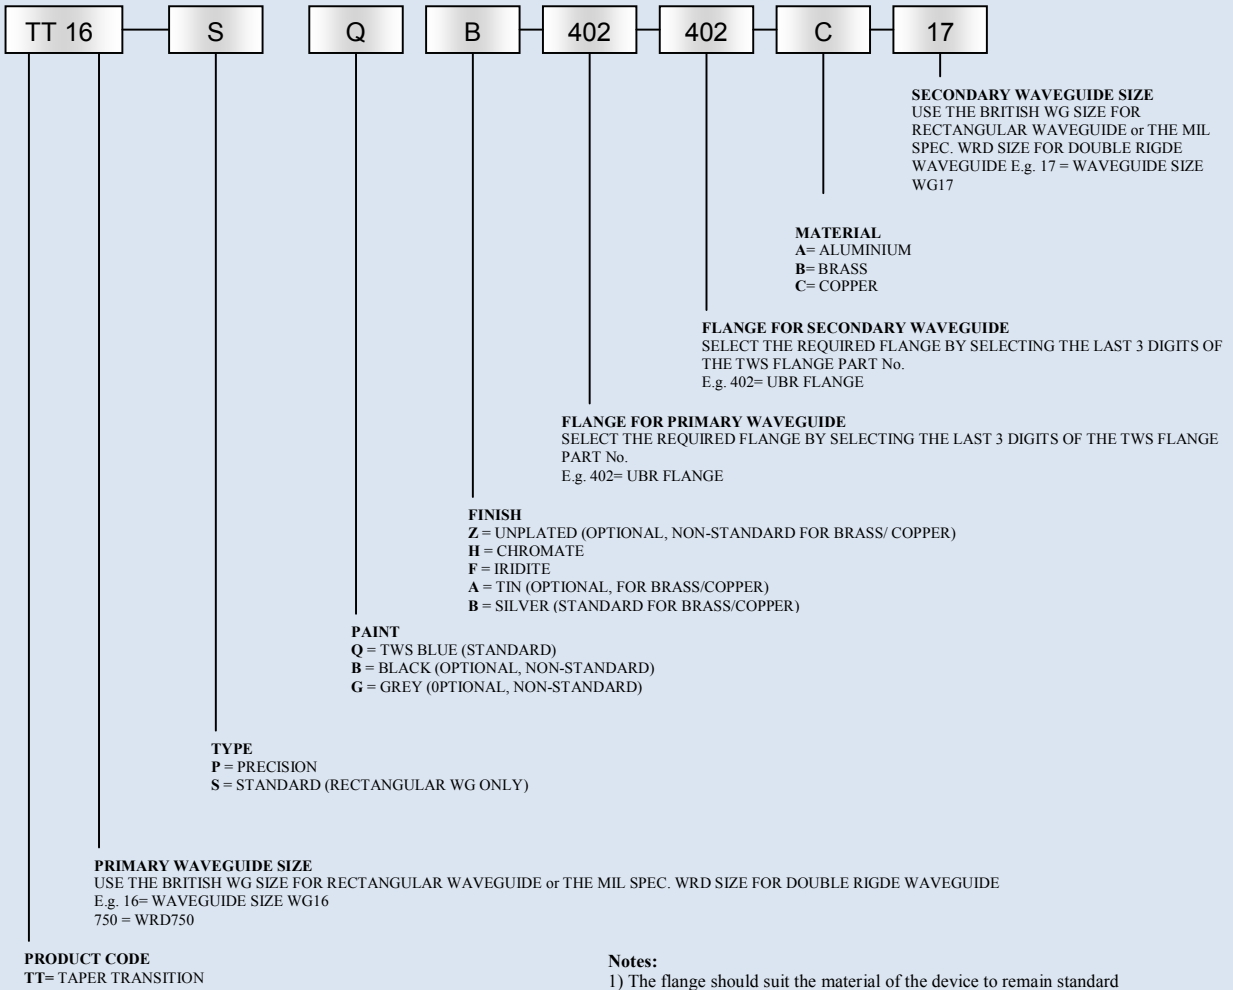 TT 16
S
Q
B
402
402
C
17
SECONDARY WAVEGUIDE SIZE
USE THE BRITISH WG SIZE FOR
RECTANGULAR WAVEGUIDE or THE MIL
SPEC. WRD SIZE FOR DOUBLE RIGDE
WAVEGUIDE E.g. 17 = WAVEGUIDE SIZE
WG17
MATERIAL
A= ALUMINIUM
B= BRASS
C= COPPER
FLANGE FOR SECONDARY WAVEGUIDE
SELECT THE REQUIRED FLANGE BY SELECTING THE LAST 3 DIGITS OF
THE TWS FLANGE PART No.
E.g. 402= UBR FLANGE
FLANGE FOR PRIMARY WAVEGUIDE
SELECT THE REQUIRED FLANGE BY SELECTING THE LAST 3 DIGITS OF THE TWS FLANGE
PART No.
E.g. 402= UBR FLANGE
FINISH
Z = UNPLATED (OPTIONAL, NON-STANDARD FOR BRASS/ COPPER)
H = CHROMATE
F = IRIDITE
A = TIN (OPTIONAL, FOR BRASS/COPPER)
B = SILVER (STANDARD FOR BRASS/COPPER)
PAINT
Q = TWS BLUE (STANDARD)
B = BLACK (OPTIONAL, NON-STANDARD)
G = GREY (0PTIONAL, NON-STANDARD)
TYPE
P = PRECISION
S = STANDARD (RECTANGULAR WG ONLY)
PRIMARY WAVEGUIDE SIZE
USE THE BRITISH WG SIZE FOR RECTANGULAR WAVEGUIDE or THE MIL SPEC. WRD SIZE FOR DOUBLE RIGDE WAVEGUIDE
E.g. 16= WAVEGUIDE SIZE WG16
750 = WRD750
PRODUCT CODE
TT= TAPER TRANSITION
Notes:
1) The flange should suit the material of the device to remain standard